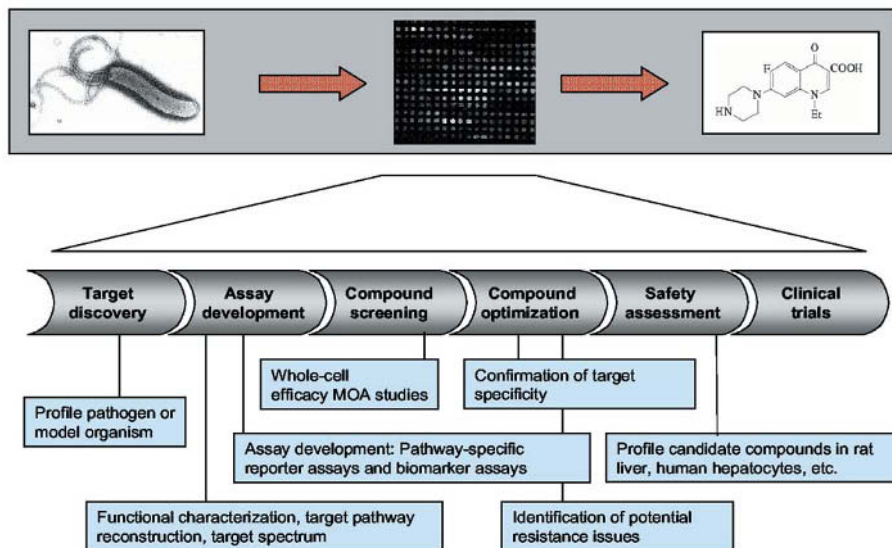 O
F
COOH
N
N
HN
Et
Target
discovery
Assay
development
Compound
screening
Compound
optimization
Safety
assessment
Clinical
trials
Whole-cell
efficacy MOA studies
Confirmation of target
specificity
Profile pathogen or
model organism
Assay development: Pathway-specific
reporter assays and biomarker assays
Profile candidate compounds in rat
liver, human hepatocytes, etc.
Functional characterization, target pathway
reconstruction, target spectrum
Identification of potential
resistance issues